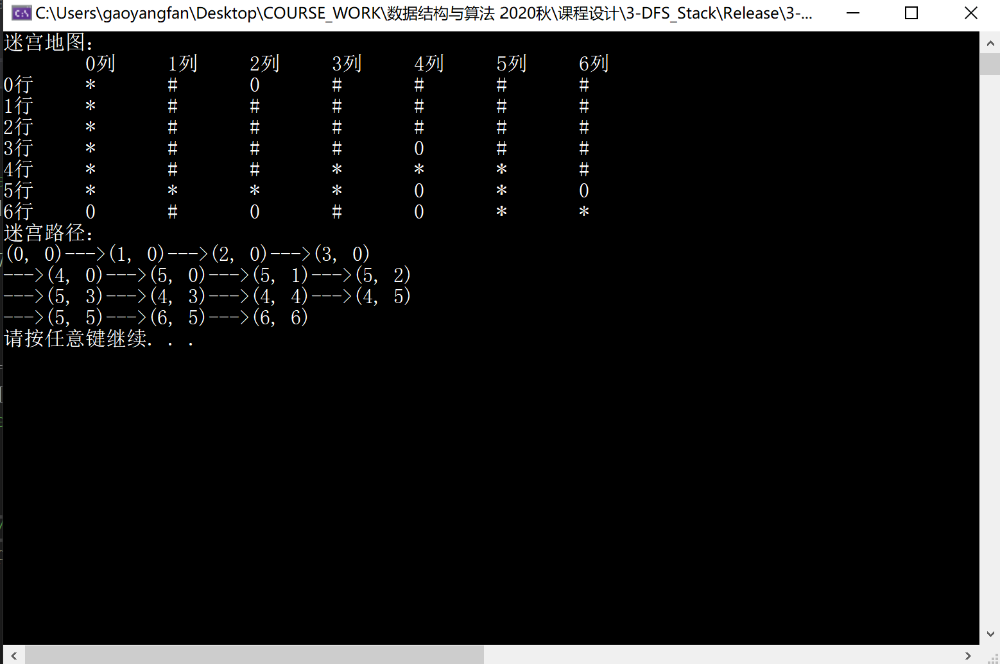 C:\Users\gaoyangfan\Desktop\COURSE_WORK\数据结构与算法 2020秋\课程设计\3-DFS_Stack\Release\3-...
迷宫地图:
0列 1列 2列 3列 4列 5列 6列
0行 * # 0 # # # #
1行 * # # # # # #
2行 * # # # # # #
3行 * # # # 0 # #
4行 * # # * * * #
5行 * * * * 0 * 0
6行 0 # 0 # 0 * *
迷宫路径:
(0, 0)--->(1, 0)--->(2, 0)--->(3, 0)
--->(4, 0)--->(5, 0)--->(5, 1)--->(5, 2)
--->(5, 3)--->(4, 3)--->(4, 4)--->(4, 5)
--->(5, 5)--->(6, 5)--->(6, 6)
请按任意键继续. . .